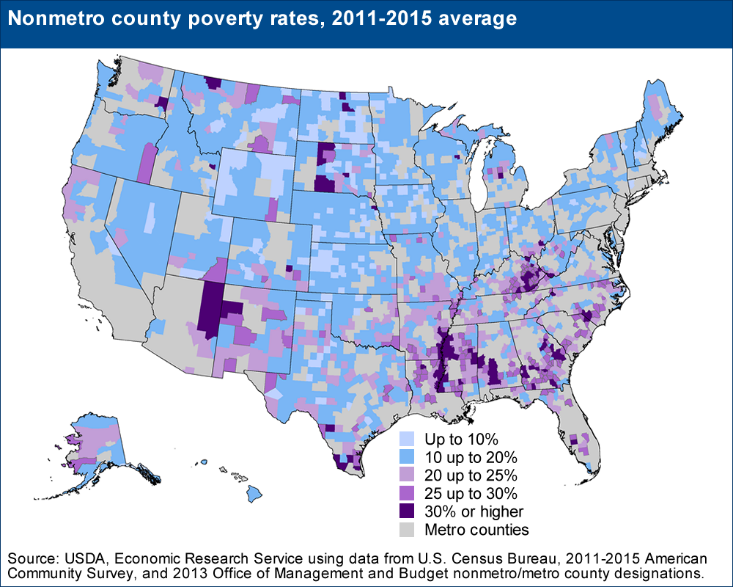 Nonmetro county poverty rates, 2011-2015 average
Up to 10%
10 up to 20%
20 up to 25%
25 up to 30%
30% or higher
Metro counties
Source: USDA, Economic Research Service using data from U.S. Census Bureau, 2011-2015 American
Community Survey, and 2013 Office of Management and Budget nonmetro/metro county designations.